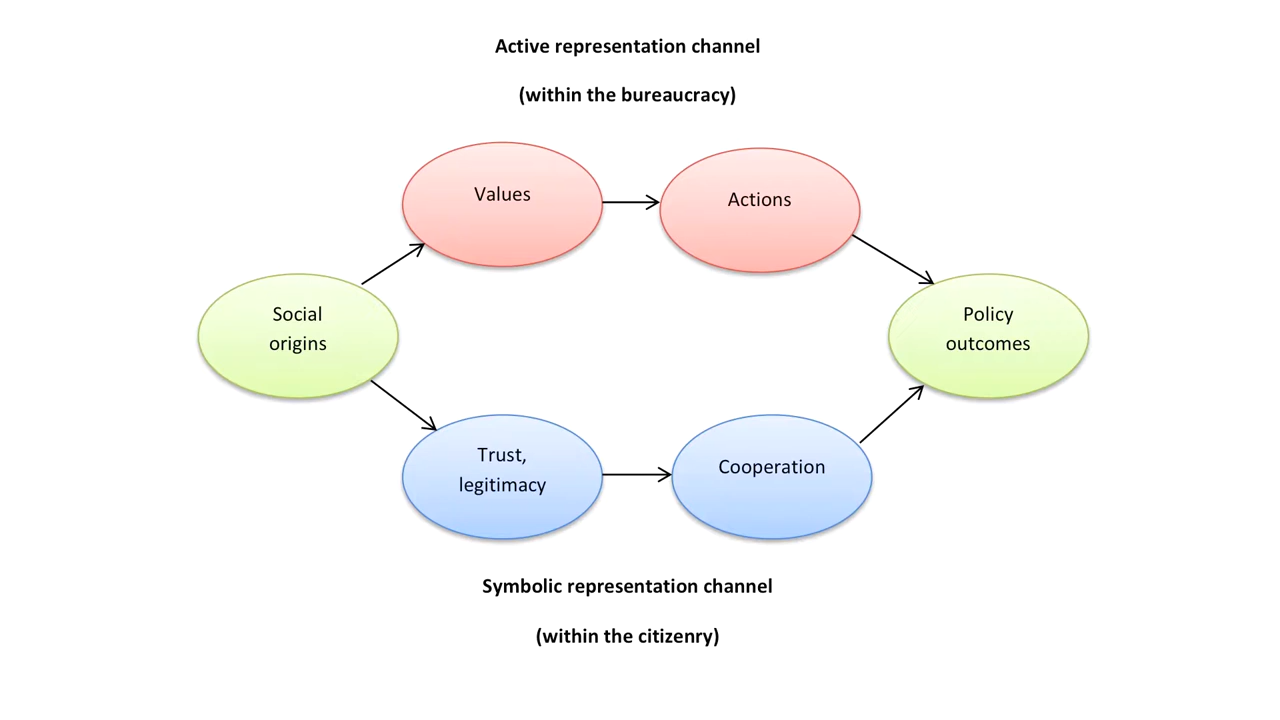 Active representation channel
(within the bureaucracy)
Values
Actions
Social
origins
Policy
outcomes
Trust,
legitimacy
Cooperation
Symbolic representation channel
(within the citizenry)